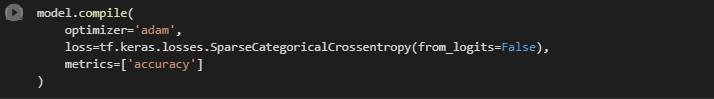 model.compile(
    optimizer='adam',
    loss=tf.keras.losses.SparseCategoricalCrossentropy(from_logits=False),
    metrics=['accuracy']
)